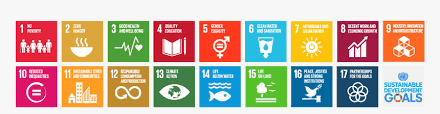 1 NO
POVERTY
2 ZERO
HUNGER
3 GOOD HEALTH
AND WELL-BEING
4 QUALITY
EDUCATION
5 GENDER
EQUALITY
6 CLEAN WATER
AND SANITATION
7 AFFORDABLE AND
CLEAN ENERGY
8 DECENT WORK AND
ECONOMIC GROWTH
9 INDUSTRY, INNOVATION
AND INFRASTRUCTURE
10 REDUCED
INEQUALITIES
11 SUSTAINABLE CITIES
AND COMMUNITIES
12 RESPONSIBLE
CONSUMPTION
AND PRODUCTION
13 CLIMATE
ACTION
14 LIFE
BELOW WATER
15 LIFE
ON LAND
16 PEACE, JUSTICE
AND STRONG
INSTITUTIONS
17 PARTNERSHIPS
FOR THE GOALS
SUSTAINABLE
DEVELOPMENT
GOALS